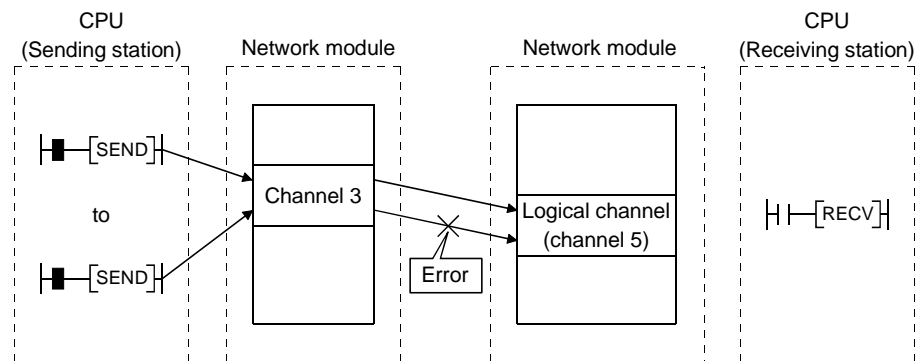 CPU
(Sending station)
Network module
Network module
CPU
(Receiving station)
SEND
Channel 3
Logical channel
(channel 5)
RECV
to
Error
SEND